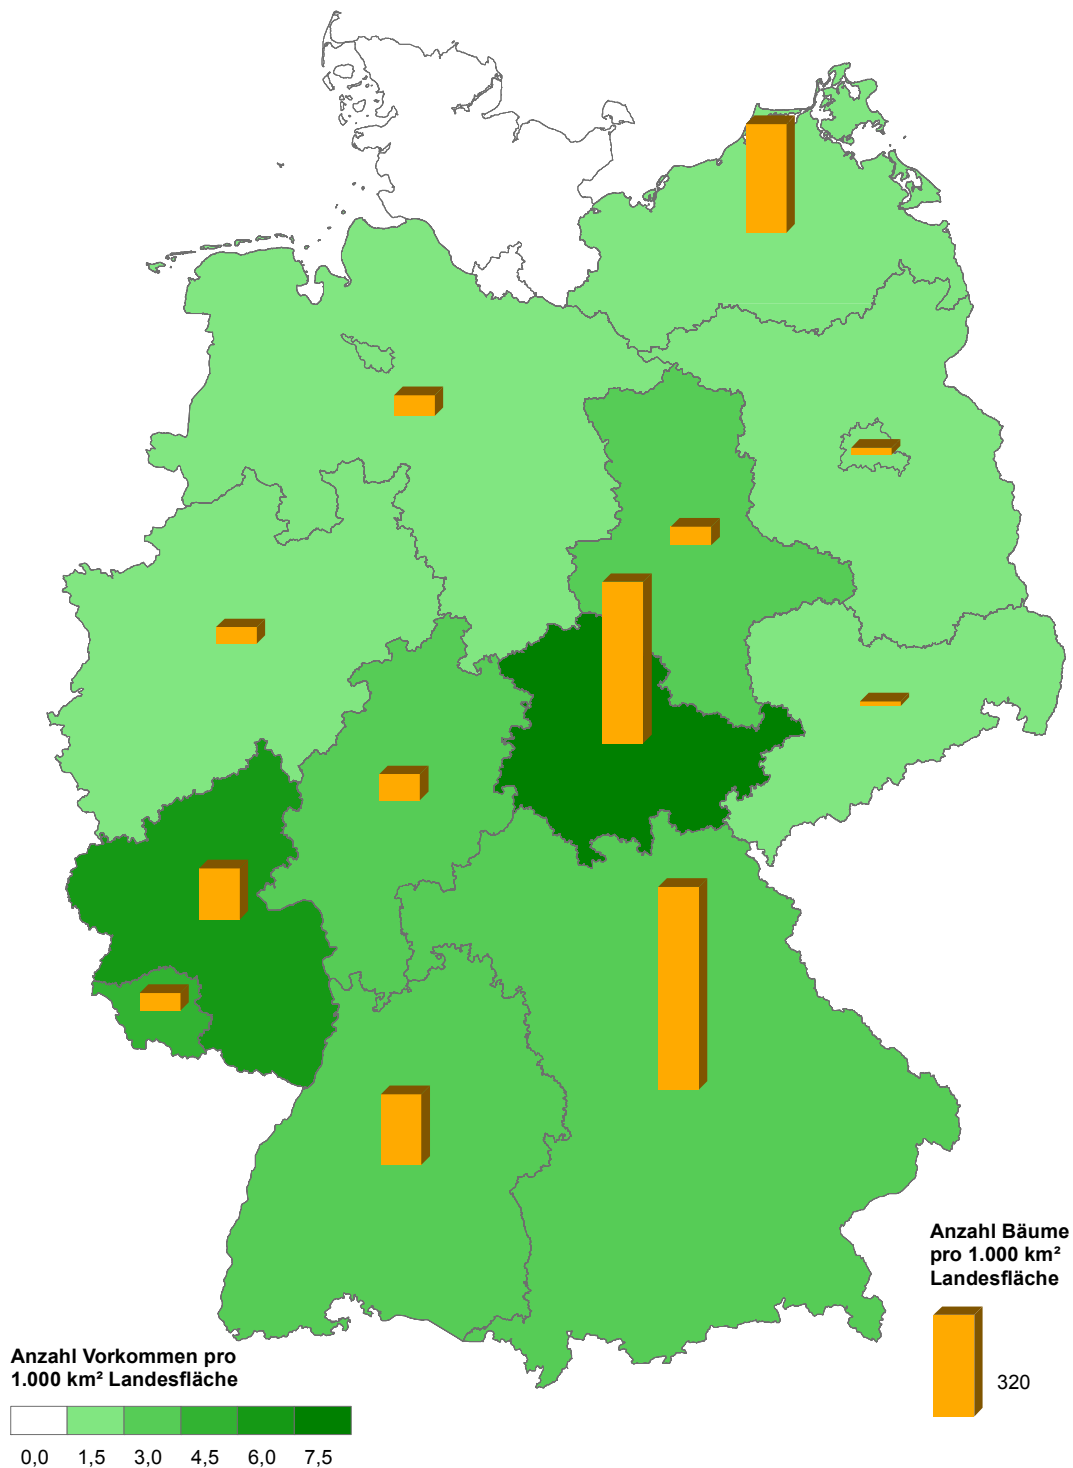 Anzahl Bäume
pro 1.000 km²
Landesfläche
320
Anzahl Vorkommen pro
1.000 km² Landesfläche
0,0 1,5 3,0 4,5 6,0 7,5